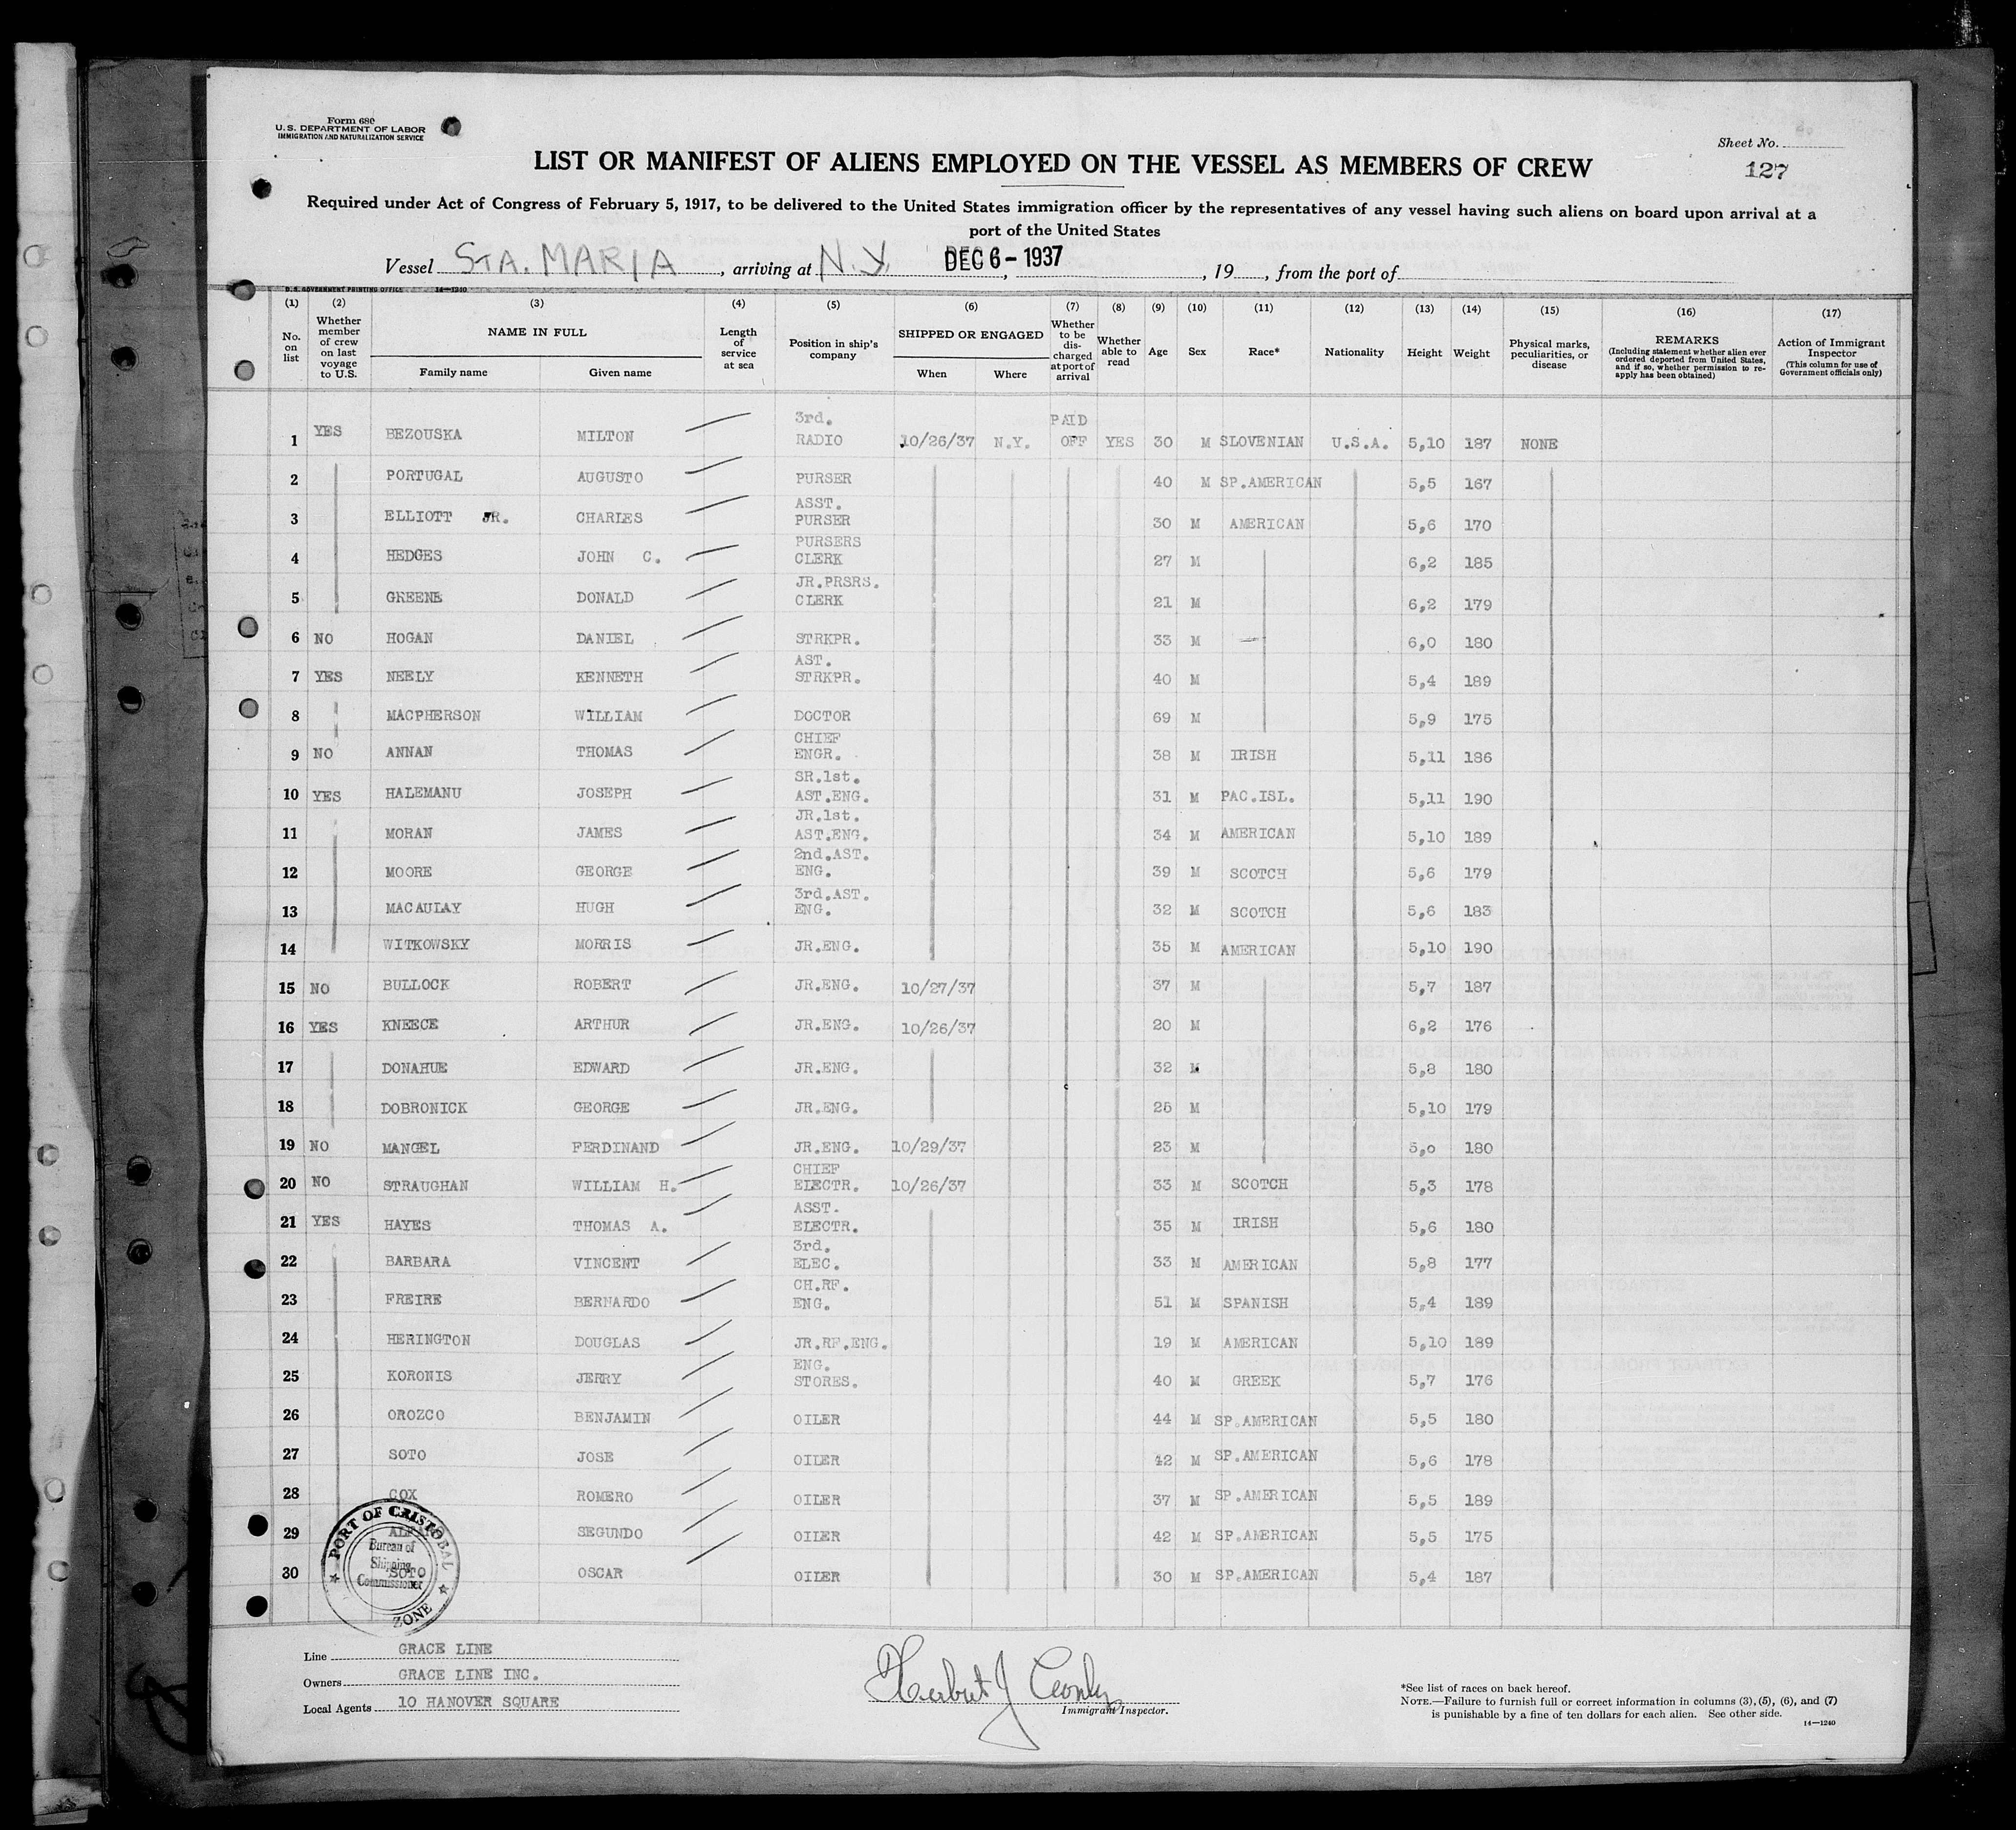 Form 680
U.S. DEPARTMENT OF LABOR
IMMIGRATION AND NATURALIZATION SERVICE
Sheet No.
127
LIST OR MANIFEST OF ALIENS EMPLOYED ON THE VESSEL AS MEMBERS OF CREW
Required under Act of Congress of February 5, 1917, to be delivered to the United States immigration officer by the representatives of any vessel having such aliens on board upon arrival at a
port of the United States
Vessel STA. MARIA, arriving at N.Y. DEC 6 - 1937, 19, from the port of
U.S. GOVERNMENT PRINTING OFFICE 14—1240
(1) (2) (3) (4) (5) (6) (7) (8) (9) (10) (11) (12) (13) (14) (15) (16) (17)
No. on list
Whether member of crew on last voyage to U.S.
NAME IN FULL
Family name Given name
Length of service at sea
Position in ship's company
SHIPPED OR ENGAGED
When Where
Whether to be discharged at port of arrival
Whether able to read
Age
Sex
Race*
Nationality
Height
Weight
Physical marks, peculiarities, or disease
REMARKS
(Including statement whether alien ever ordered deported from United States, and if so, whether permission to re-apply has been obtained)
Action of Immigrant Inspector
(This column for use of Government officials only)
1 YES BEZOUSKA MILTON 3rd. RADIO 10/26/37 N.Y. PAID OFF YES 30 M SLOVENIAN U.S.A. 5,10 187 NONE
2 PORTUGAL AUGUSTO PURSER 40 M SP.AMERICAN 5,5 167
3 ELLIOTT JR. CHARLES ASST. PURSER 30 M AMERICAN 5,6 170
4 HEDGES JOHN C. PURSERS CLERK 27 M 6,2 185
5 GREENE DONALD JR.PRSRS. CLERK 21 M 6,2 179
6 NO HOGAN DANIEL STRKPR. 33 M 6,0 180
7 YES NEELY KENNETH AST. STRKPR. 40 M 5,4 189
8 MACPHERSON WILLIAM DOCTOR 69 M 5,9 175
9 NO ANNAN THOMAS CHIEF ENGR. 38 M IRISH 5,11 186
10 YES HALEMANU JOSEPH SR.1st. AST.ENG. 31 M PAC.ISL. 5,11 190
11 MORAN JAMES JR.1st. AST.ENG. 34 M AMERICAN 5,10 189
12 MOORE GEORGE 2nd.AST. ENG. 39 M SCOTCH 5,6 179
13 MACAULAY HUGH 3rd.AST. ENG. 32 M SCOTCH 5,6 183
14 WITKOWSKY MORRIS JR.ENG. 35 M AMERICAN 5,10 190
15 NO BULLOCK ROBERT JR.ENG. 10/27/37 37 M 5,7 187
16 YES KNEECE ARTHUR JR.ENG. 10/26/37 20 M 6,2 176
17 DONAHUE EDWARD JR.ENG. 32 M 5,8 180
18 DOBRONICK GEORGE JR.ENG. 25 M 5,10 179
19 NO MANGEL FERDINAND JR.ENG. 10/29/37 23 M 5,0 180
20 NO STRAUGHAN WILLIAM H. CHIEF ELECTR. 10/26/37 33 M SCOTCH 5,3 178
21 YES HAYES THOMAS A. ASST. ELECTR. 35 M IRISH 5,6 180
22 BARBARA VINCENT 3rd. ELEC. 33 M AMERICAN 5,8 177
23 FREIRE BERNARDO CH.RF. ENG. 51 M SPANISH 5,4 189
24 HERINGTON DOUGLAS JR.RF.ENG. 19 M AMERICAN 5,10 189
25 KORONIS JERRY ENG. STORES. 40 M GREEK 5,7 176
26 OROZCO BENJAMIN OILER 44 M SP.AMERICAN 5,5 180
27 SOTO JOSE OILER 42 M SP.AMERICAN 5,6 178
28 COX ROMERO OILER 37 M SP.AMERICAN 5,5 189
29 SEGUNDO OILER 42 M SP.AMERICAN 5,5 175
30 SOTO OSCAR OILER 30 M SP.AMERICAN 5,4 187
PORT OF CRISTOBAL
Bureau of
Shipping
Commissioner
ZONE
Line GRACE LINE
Owners GRACE LINE INC.
Local Agents 10 HANOVER SQUARE
Herbert J
Immigrant Inspector.
*See list of races on back hereof.
NOTE.—Failure to furnish full or correct information in columns (3), (5), (6), and (7)
is punishable by a fine of ten dollars for each alien. See other side.
14—1240